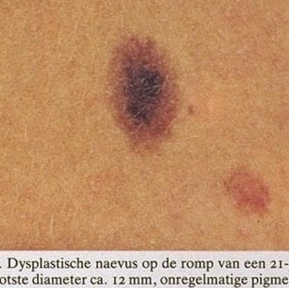 . Dysplastische naevus op de romp van een 21-
otste diameter ca. 12 mm, onregelmatige pigme